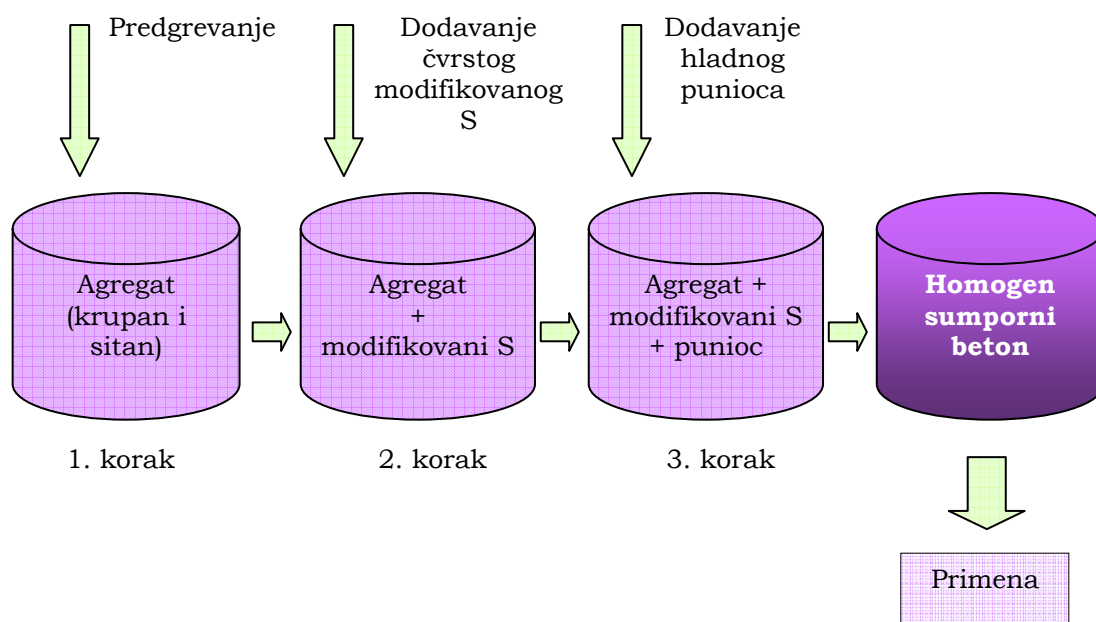 Predgrevanje
Dodavanje
čvrstog
modifikovanog
S
Dodavanje
hladnog
punioca
Agregat
(krupan i
sitan)
Agregat
+
modifikovani S
Agregat +
modifikovani S
+ punioc
Homogen
sumporni
beton
1. korak
2. korak
3. korak
Primena